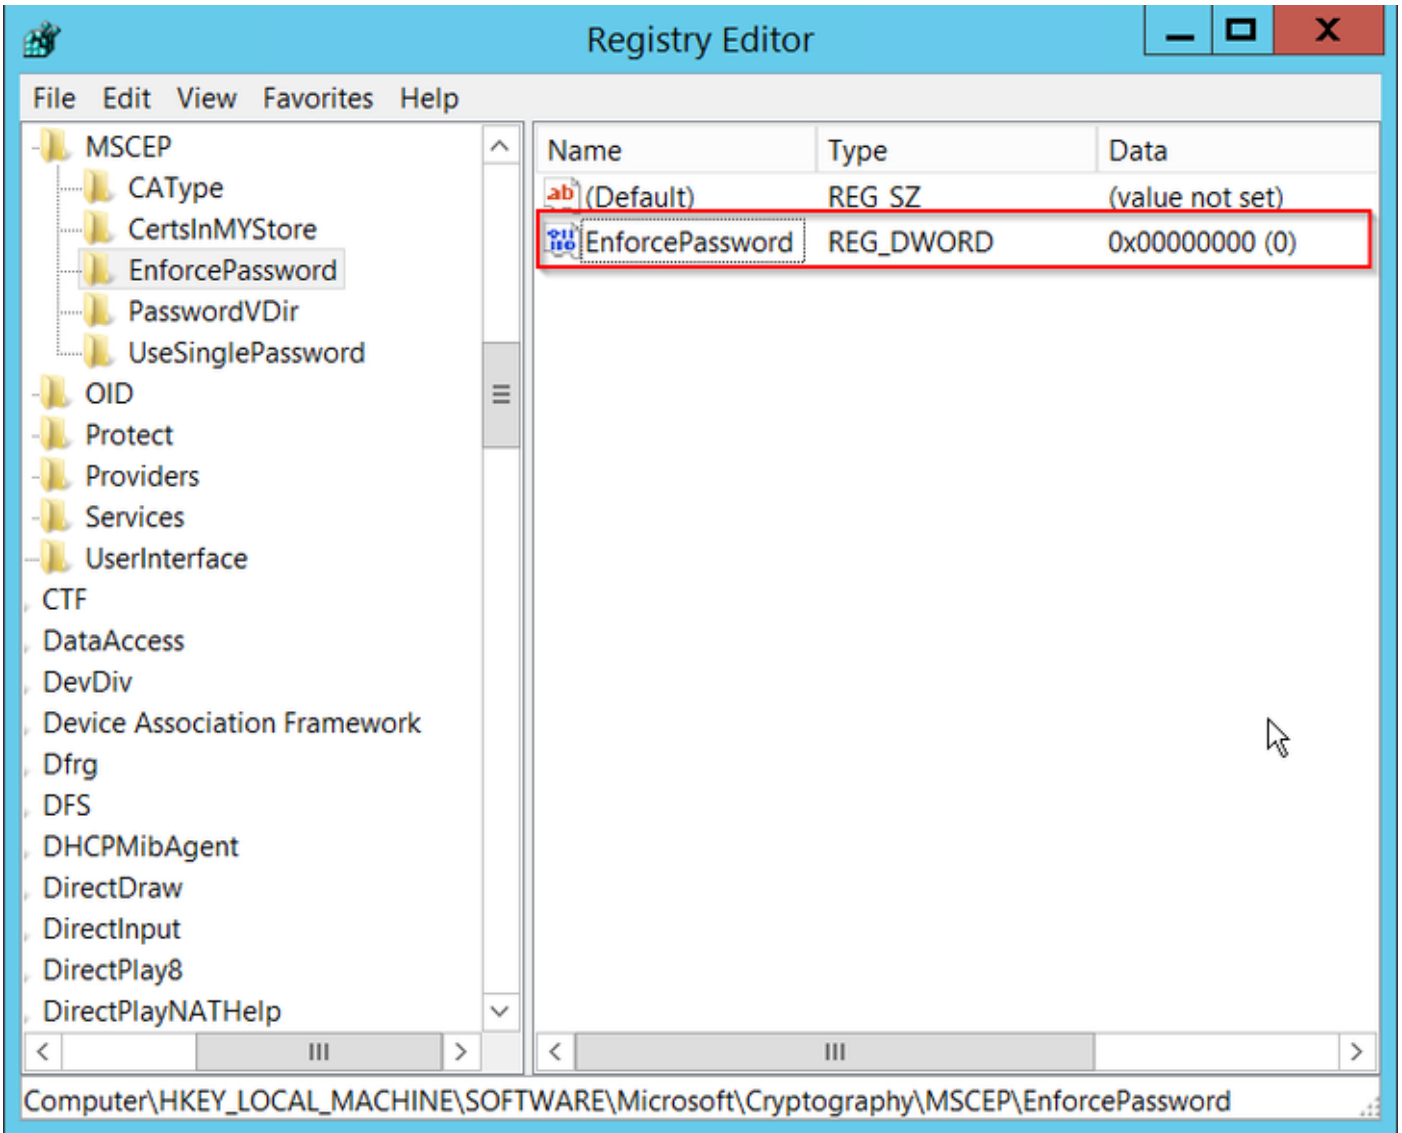 Registry Editor
File Edit View Favorites Help
MSCEP
CAType
CertsInMYStore
EnforcePassword
PasswordVDir
UseSinglePassword
OID
Protect
Providers
Services
UserInterface
CTF
DataAccess
DevDiv
Device Association Framework
Dfrg
DFS
DHCPMibAgent
DirectDraw
DirectInput
DirectPlay8
DirectPlayNATHelp
Name Type Data
(Default) REG_SZ (value not set)
EnforcePassword REG_DWORD 0x00000000 (0)
Computer\HKEY_LOCAL_MACHINE\SOFTWARE\Microsoft\Cryptography\MSCEP\EnforcePassword